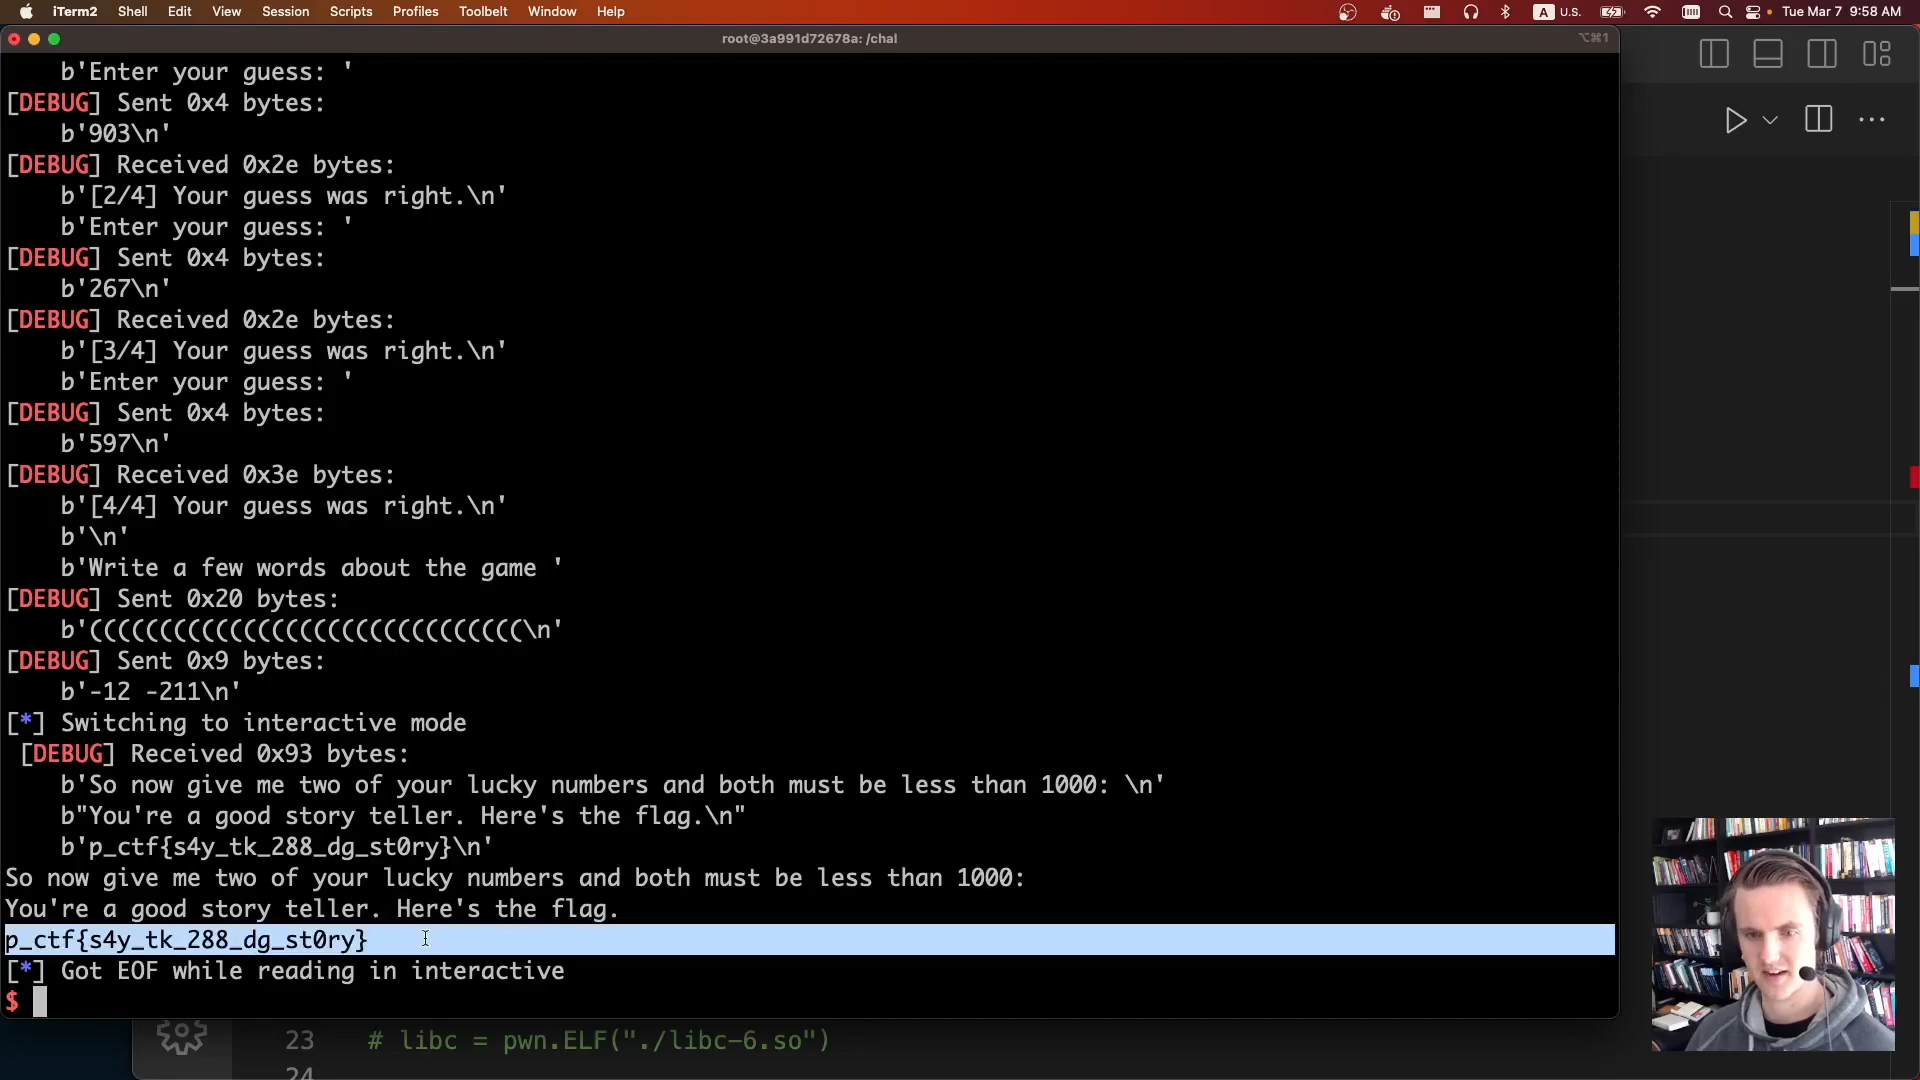 iTerm2 Shell Edit View Session Scripts Profiles Toolbelt Window Help A U.S. Tue Mar 7 9:58 AM
root@3a991d72678a: /chal ⌥⌘1
b'Enter your guess: '
[DEBUG] Sent 0x4 bytes:
b'903\n'
[DEBUG] Received 0x2e bytes:
b'[2/4] Your guess was right.\n'
b'Enter your guess: '
[DEBUG] Sent 0x4 bytes:
b'267\n'
[DEBUG] Received 0x2e bytes:
b'[3/4] Your guess was right.\n'
b'Enter your guess: '
[DEBUG] Sent 0x4 bytes:
b'597\n'
[DEBUG] Received 0x3e bytes:
b'[4/4] Your guess was right.\n'
b'\n'
b'Write a few words about the game '
[DEBUG] Sent 0x20 bytes:
b'(((((((((((((((((((((((((((((((\n'
[DEBUG] Sent 0x9 bytes:
b'-12 -211\n'
[*] Switching to interactive mode
[DEBUG] Received 0x93 bytes:
b'So now give me two of your lucky numbers and both must be less than 1000: \n'
b"You're a good story teller. Here's the flag.\n"
b'p_ctf{s4y_tk_288_dg_st0ry}\n'
So now give me two of your lucky numbers and both must be less than 1000:
You're a good story teller. Here's the flag.
p_ctf{s4y_tk_288_dg_st0ry}
[*] Got EOF while reading in interactive
$
23 # libc = pwn.ELF("./libc-6.so")
24